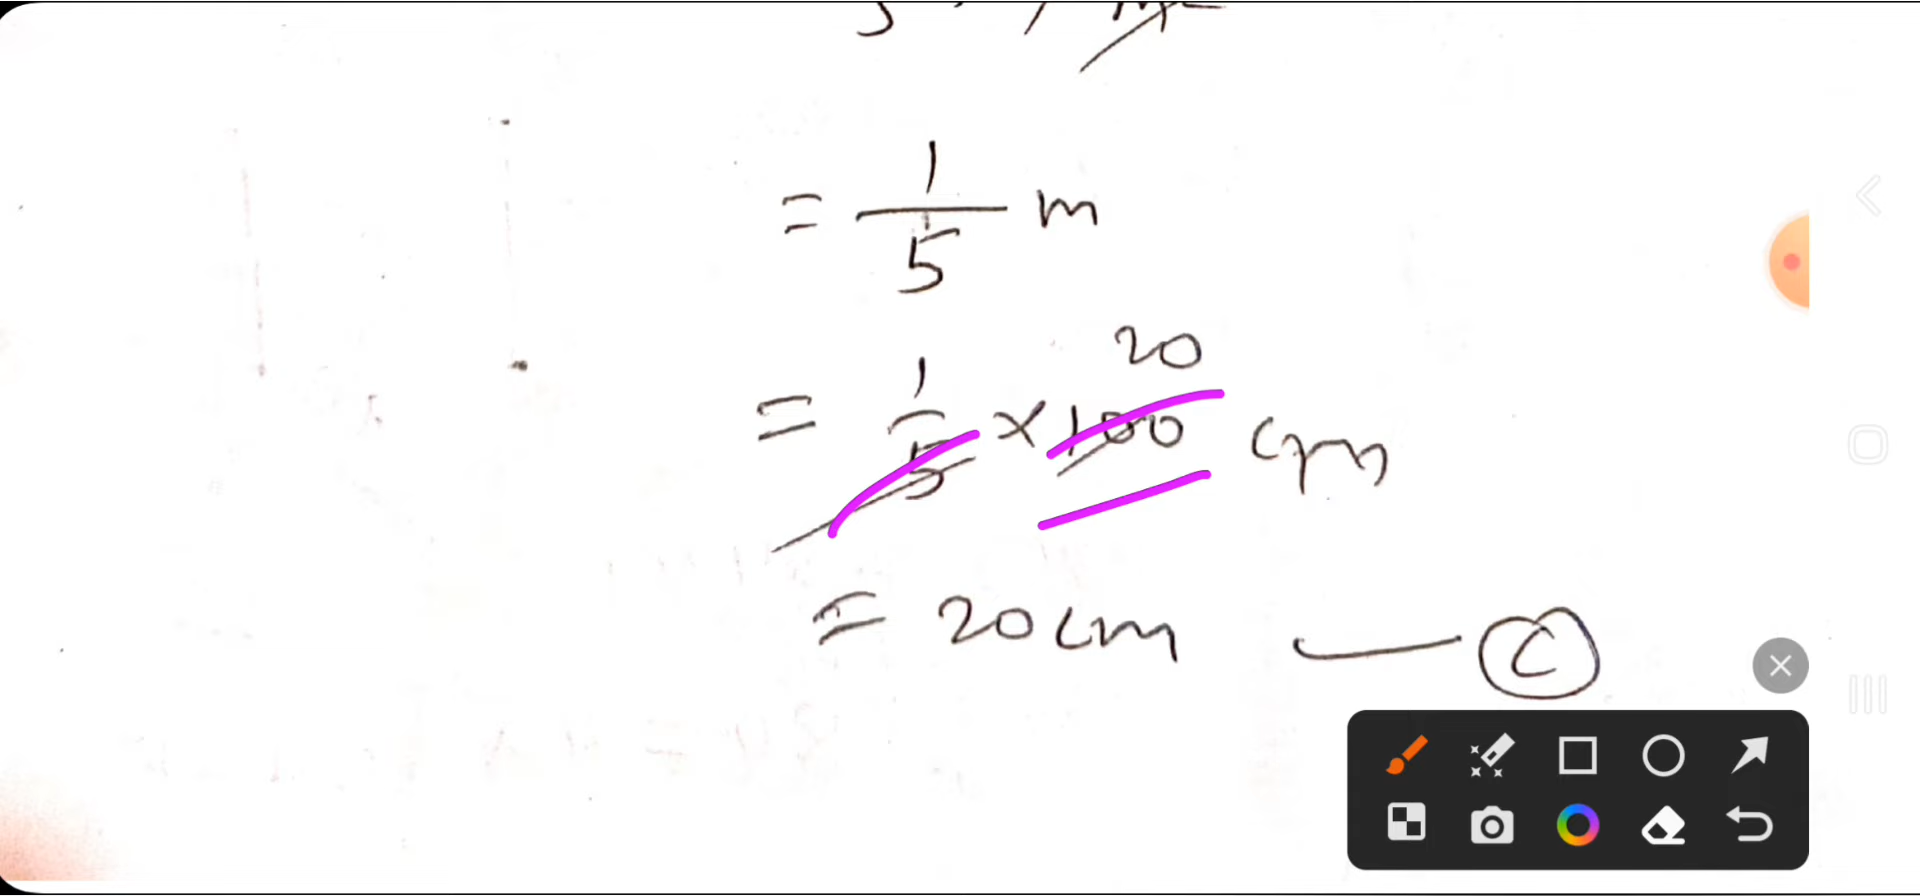 = 1/5 m
20
= 1/5 × 100 cm
= 20 cm — C